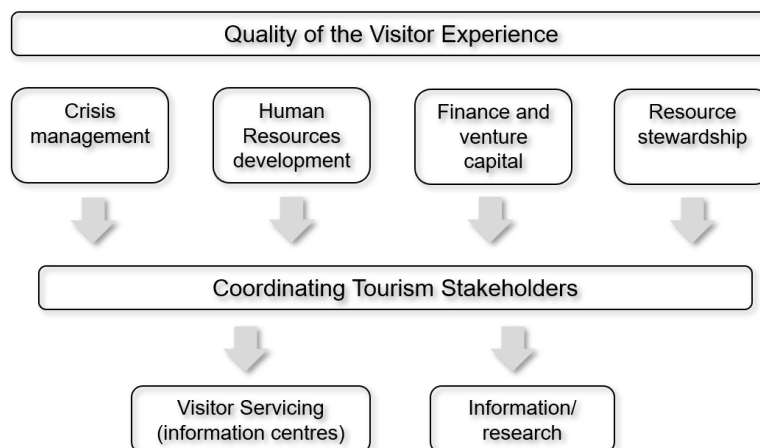 Quality of the Visitor Experience
Crisis
management
Human
Resources
development
Finance and
venture
capital
Resource
stewardship
Coordinating Tourism Stakeholders
Visitor Servicing
(information centres)
Information/
research